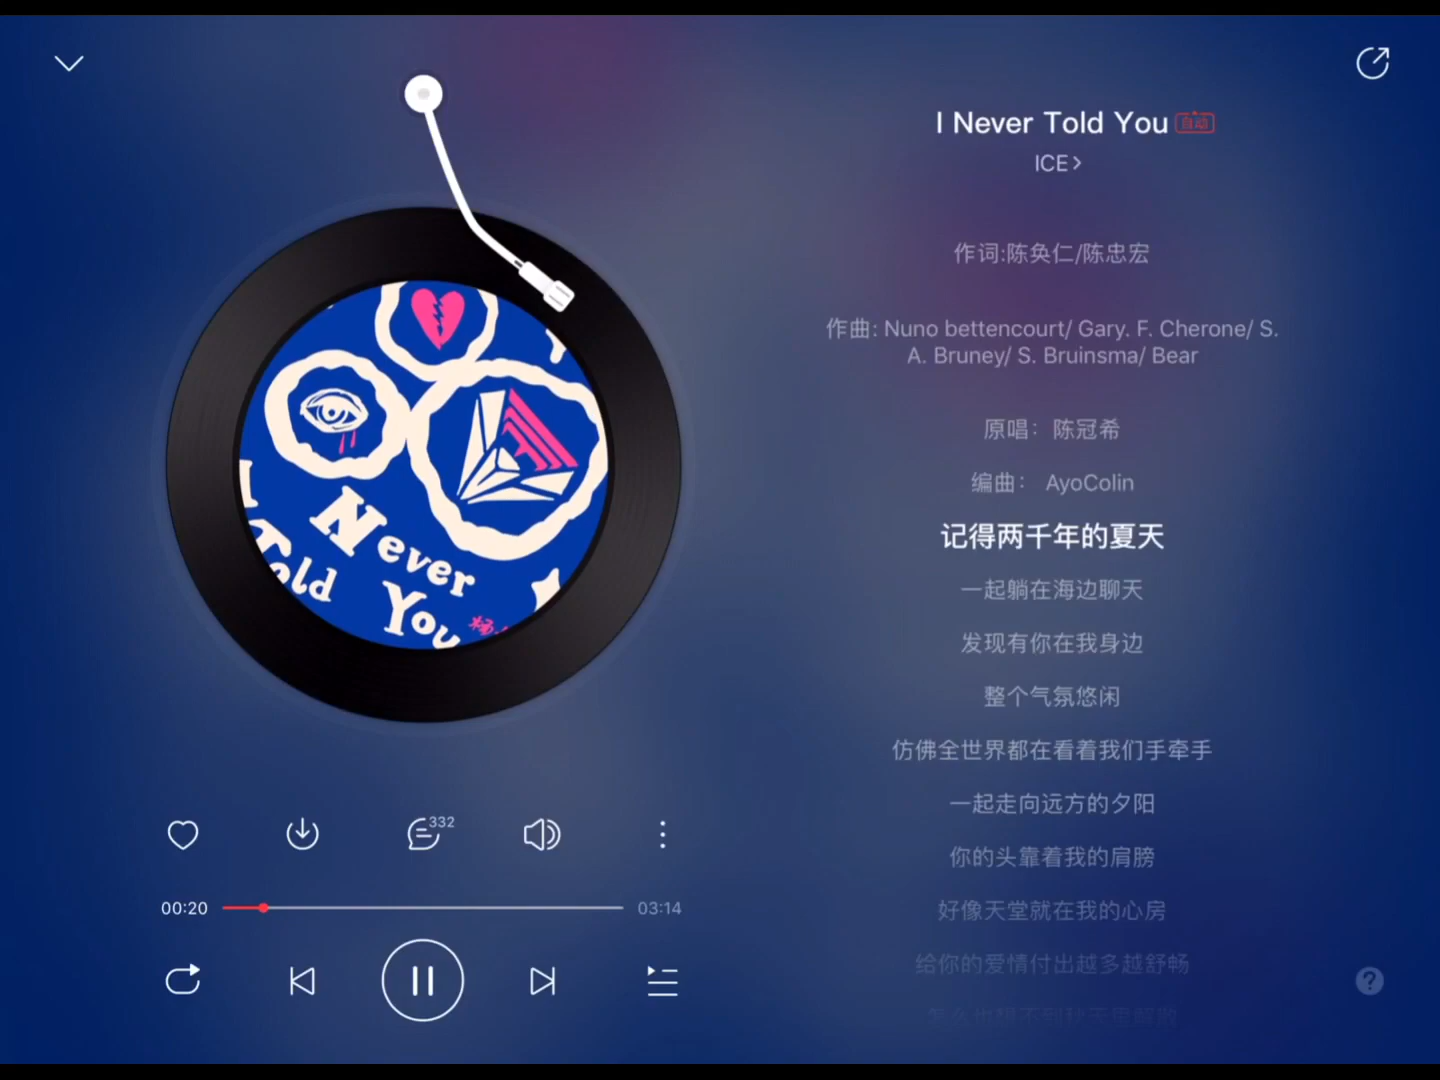 I Never Told You 自动
ICE
作词:陈奂仁/陈忠宏
作曲: Nuno bettencourt/ Gary. F. Cherone/ S.
A. Bruney/ S. Bruinsma/ Bear
原唱： 陈冠希
编曲： AyoColin
记得两千年的夏天
一起躺在海边聊天
发现有你在我身边
整个气氛悠闲
仿佛全世界都在看着我们手牵手
一起走向远方的夕阳
你的头靠着我的肩膀
好像天堂就在我的心房
给你的爱情付出越多越舒畅
I
Never
Told
You
332
00:20
03:14
?